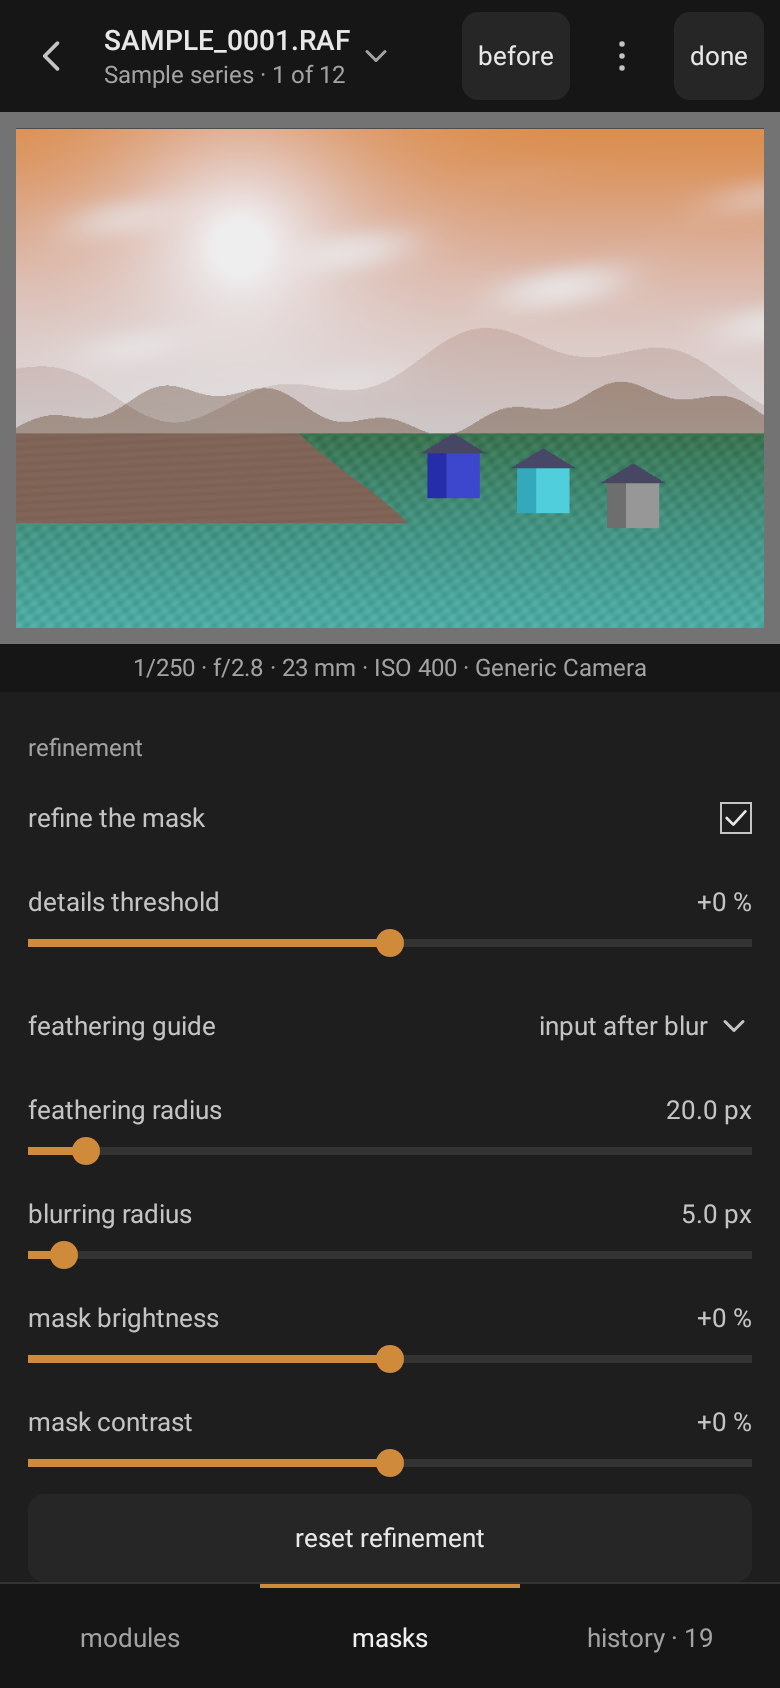 SAMPLE_0001.RAF
Sample series · 1 of 12
before
done
1/250 · f/2.8 · 23 mm · ISO 400 · Generic Camera
refinement
refine the mask
details threshold +0 %
feathering guide input after blur
feathering radius 20.0 px
blurring radius 5.0 px
mask brightness +0 %
mask contrast +0 %
reset refinement
modules masks history · 19